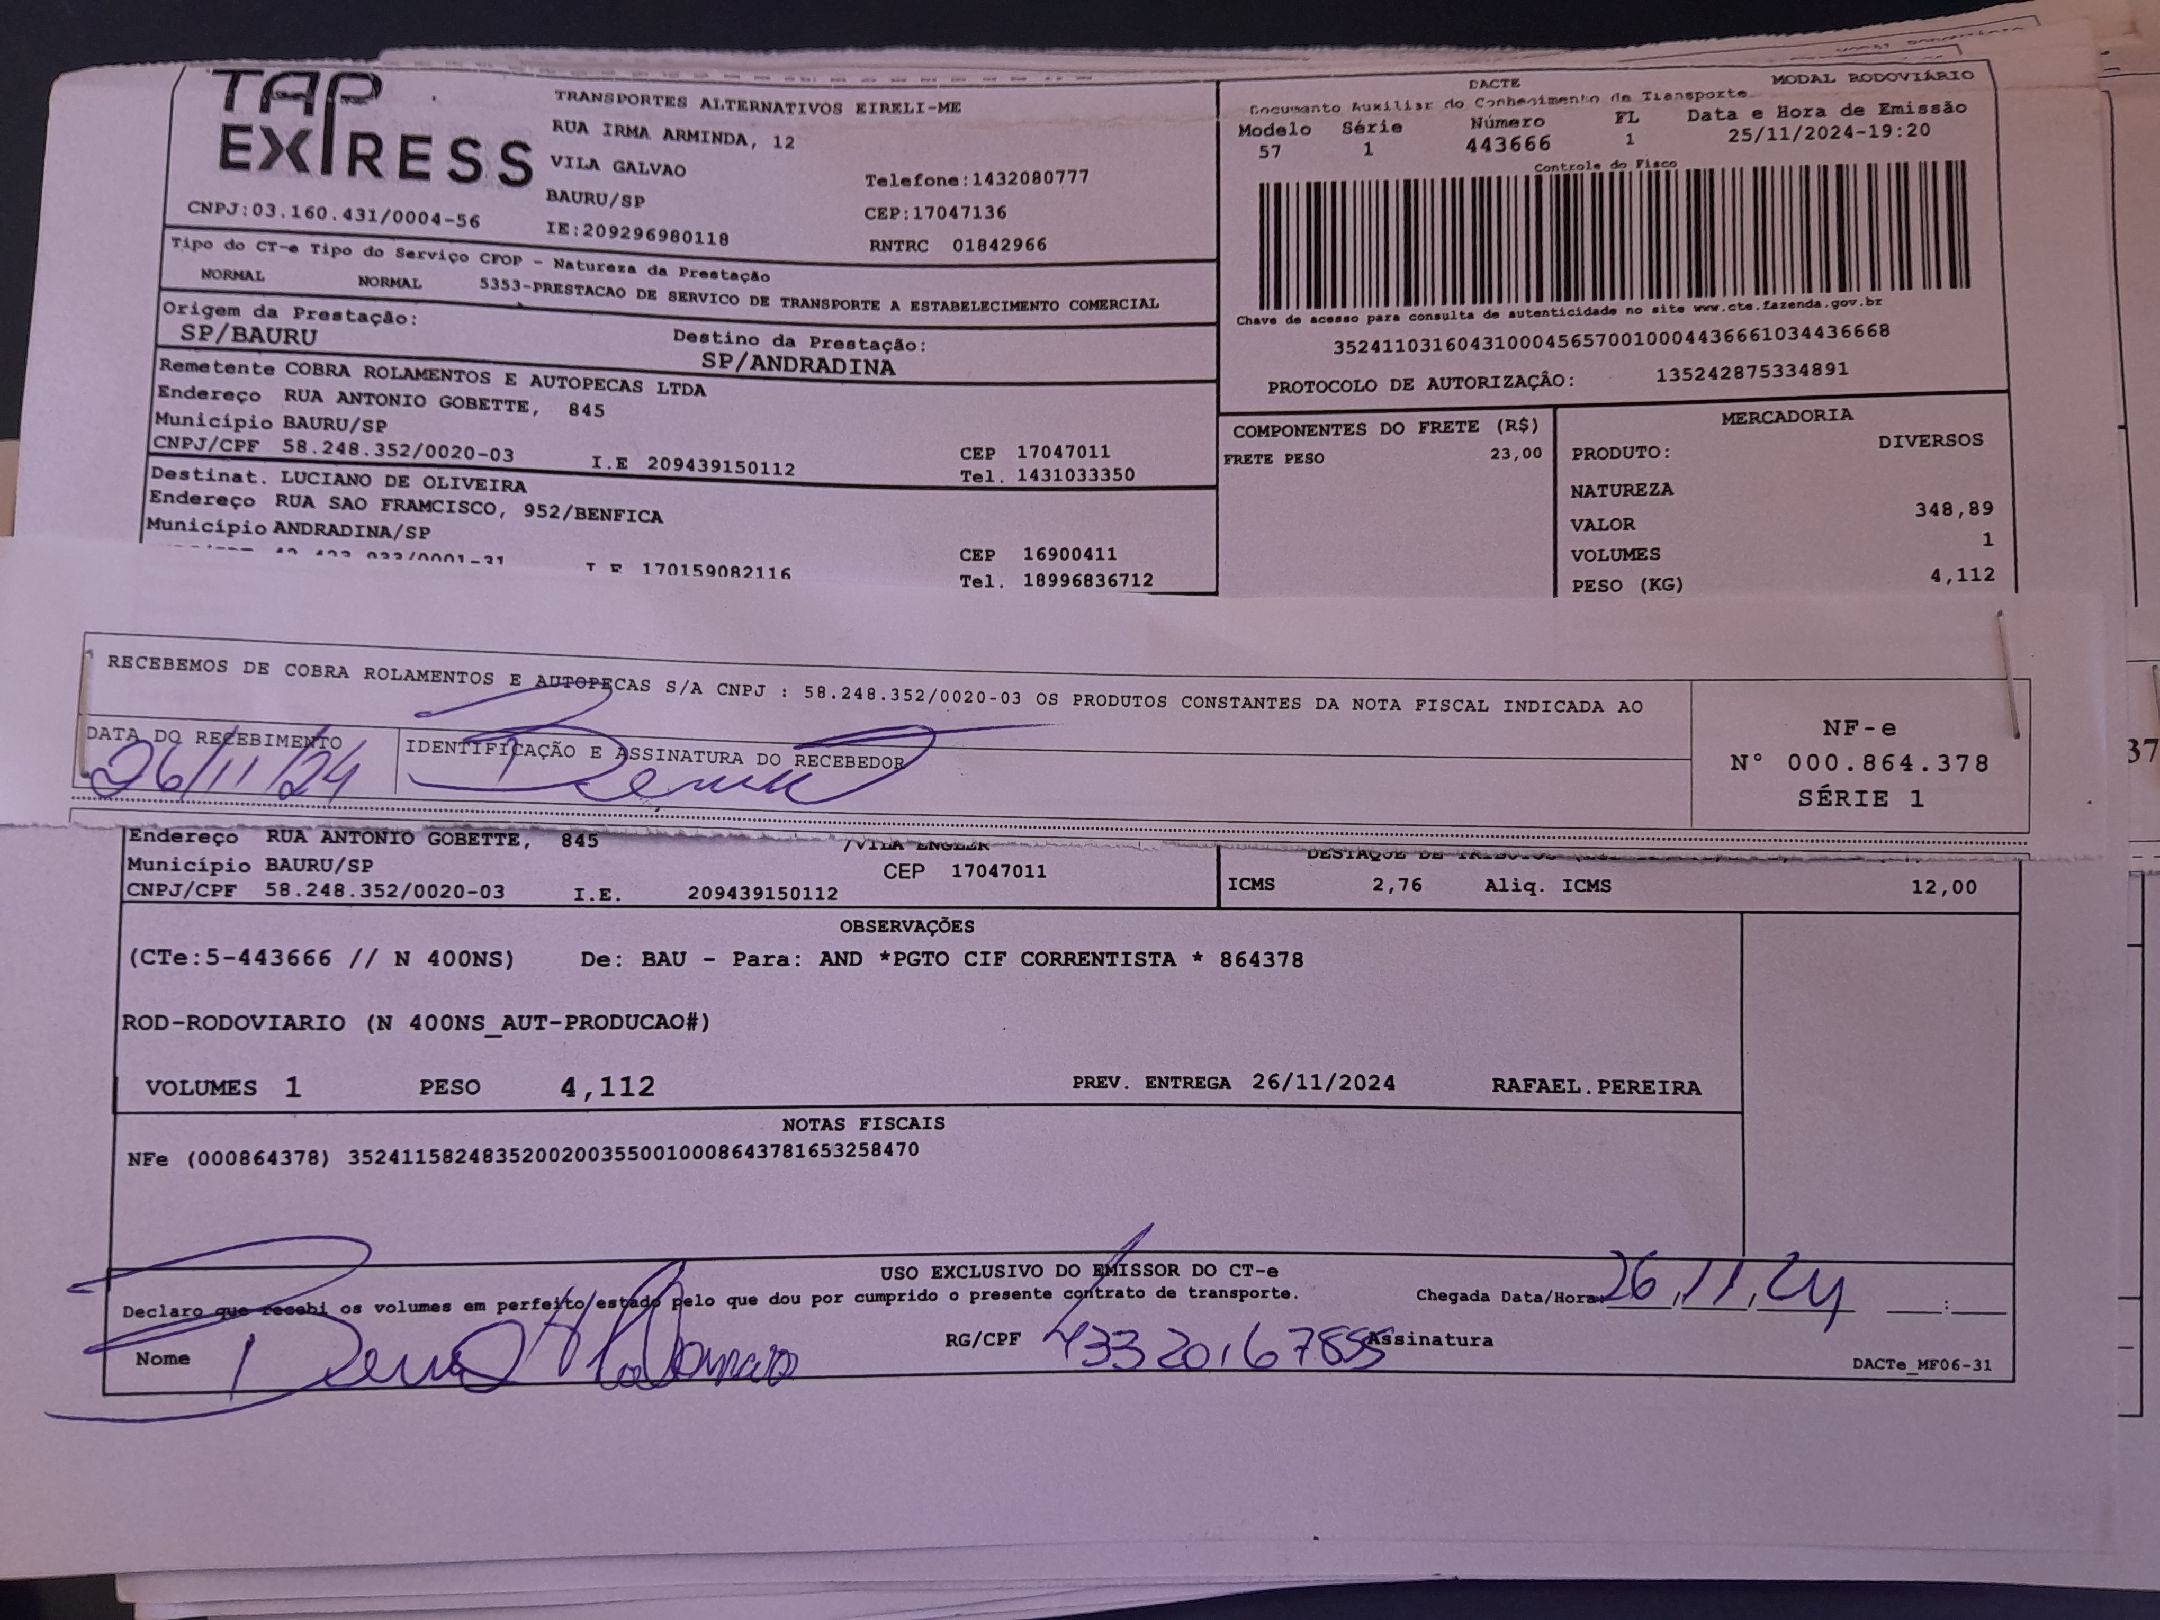 TAP
EXPRESS
CNPJ:03.160.431/0004-56
TRANSPORTES ALTERNATIVOS EIRELI-ME
RUA IRMA ARMINDA, 12
VILA GALVAO
BAURU/SP
IE:209296980118
Telefone:1432080777
CEP:17047136
RNTRC 01842966
DACTE
MODAL RODOVIÁRIO
Documento Auxiliar do Conhecimento de Transporte
Modelo Série Número FL Data e Hora de Emissão
57 1 443666 1 25/11/2024-19:20
Controle do Fisco
Chave de acesso para consulta de autenticidade no site www.cte.fazenda.gov.br
35241103160431000456570010004436661034436668
PROTOCOLO DE AUTORIZAÇÃO: 135242875334891
Tipo do CT-e Tipo do Serviço CFOP - Natureza da Prestação
NORMAL NORMAL 5353-PRESTACAO DE SERVICO DE TRANSPORTE A ESTABELECIMENTO COMERCIAL
Origem da Prestação:
SP/BAURU
Destino da Prestação:
SP/ANDRADINA
Remetente COBRA ROLAMENTOS E AUTOPECAS LTDA
Endereço RUA ANTONIO GOBETTE, 845
Município BAURU/SP
CNPJ/CPF 58.248.352/0020-03 I.E 209439150112
CEP 17047011
Tel. 1431033350
Destinat. LUCIANO DE OLIVEIRA
Endereço RUA SAO FRAMCISCO, 952/BENFICA
Município ANDRADINA/SP
I.E 170159082116
CEP 16900411
Tel. 18996836712
COMPONENTES DO FRETE (R$)
FRETE PESO 23,00
MERCADORIA
PRODUTO: DIVERSOS
NATUREZA
VALOR 348,89
VOLUMES 1
PESO (KG) 4,112
RECEBEMOS DE COBRA ROLAMENTOS E AUTOPECAS S/A CNPJ : 58.248.352/0020-03 OS PRODUTOS CONSTANTES DA NOTA FISCAL INDICADA AO
DATA DO RECEBIMENTO
26/11/24
IDENTIFICAÇÃO E ASSINATURA DO RECEBEDOR
NF-e
N° 000.864.378
SÉRIE 1
37
Endereço RUA ANTONIO GOBETTE, 845 /VILA ENGLER
Município BAURU/SP CEP 17047011
CNPJ/CPF 58.248.352/0020-03 I.E. 209439150112
ICMS 2,76 Aliq. ICMS 12,00
OBSERVAÇÕES
(CTe:5-443666 // N 400NS) De: BAU - Para: AND *PGTO CIF CORRENTISTA * 864378
ROD-RODOVIARIO (N 400NS_AUT-PRODUCAO#)
VOLUMES 1 PESO 4,112 PREV. ENTREGA 26/11/2024 RAFAEL.PEREIRA
NOTAS FISCAIS
NFe (000864378) 35241158248352002003550010008643781653258470
USO EXCLUSIVO DO EMISSOR DO CT-e
Declaro que recebi os volumes em perfeito estado pelo que dou por cumprido o presente contrato de transporte.
Chegada Data/Hora: 26,11,24 __:__
Nome
RG/CPF 43320167855 Assinatura
DACTe_MF06-31